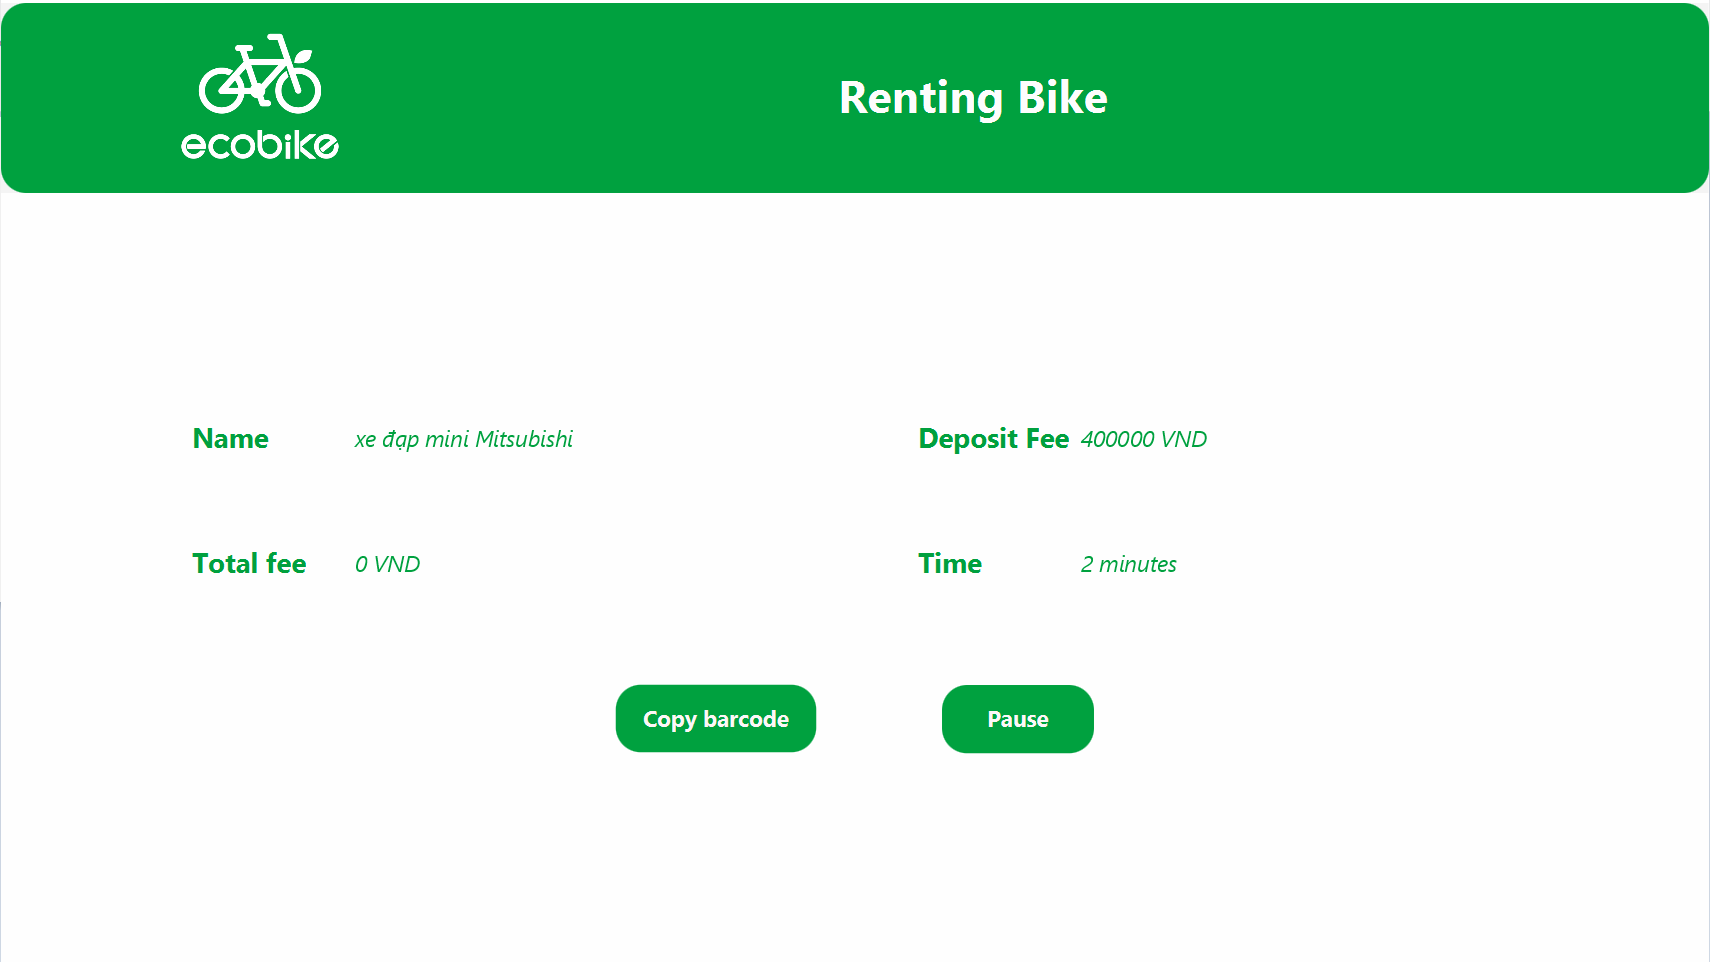 ecobike
Renting Bike
Name xe đạp mini Mitsubishi
Deposit Fee 400000 VND
Total fee 0 VND
Time 2 minutes
Copy barcode
Pause